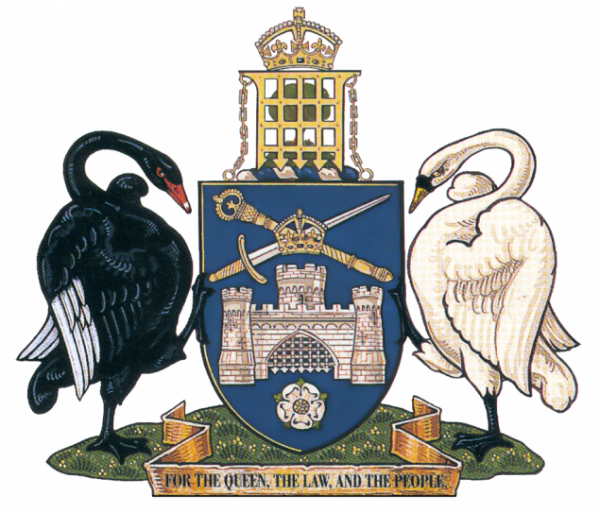 FOR THE QUEEN, THE LAW, AND THE PEOPLE.